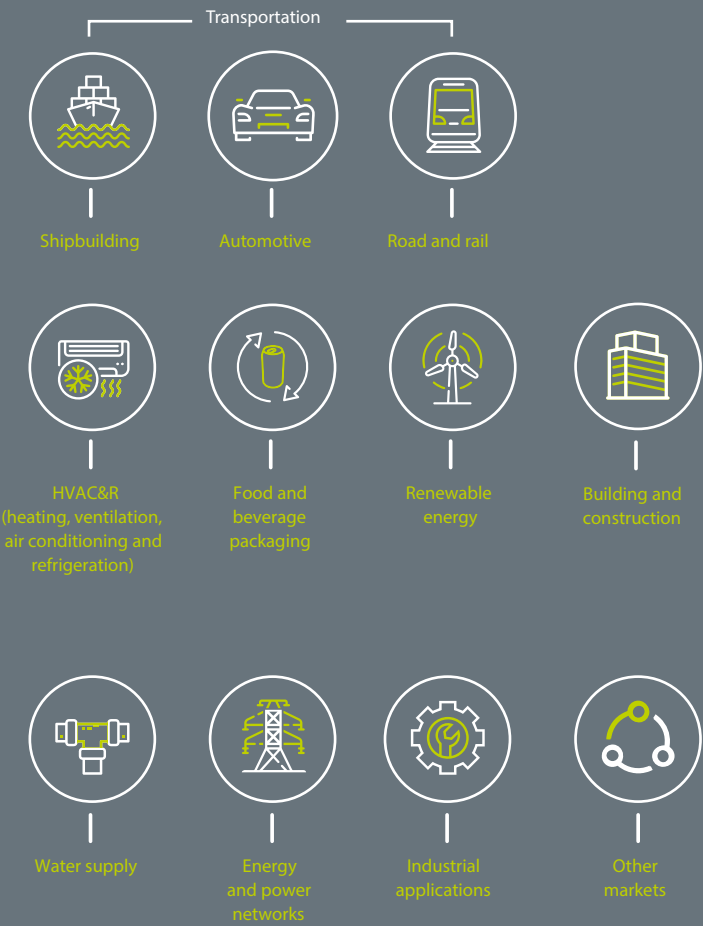 Transportation
Shipbuilding
Automotive
Road and rail
HVAC&R
(heating, ventilation,
air conditioning and
refrigeration)
Food and
beverage
packaging
Renewable
energy
Building and
construction
Water supply
Energy
and power
networks
Industrial
applications
Other
markets